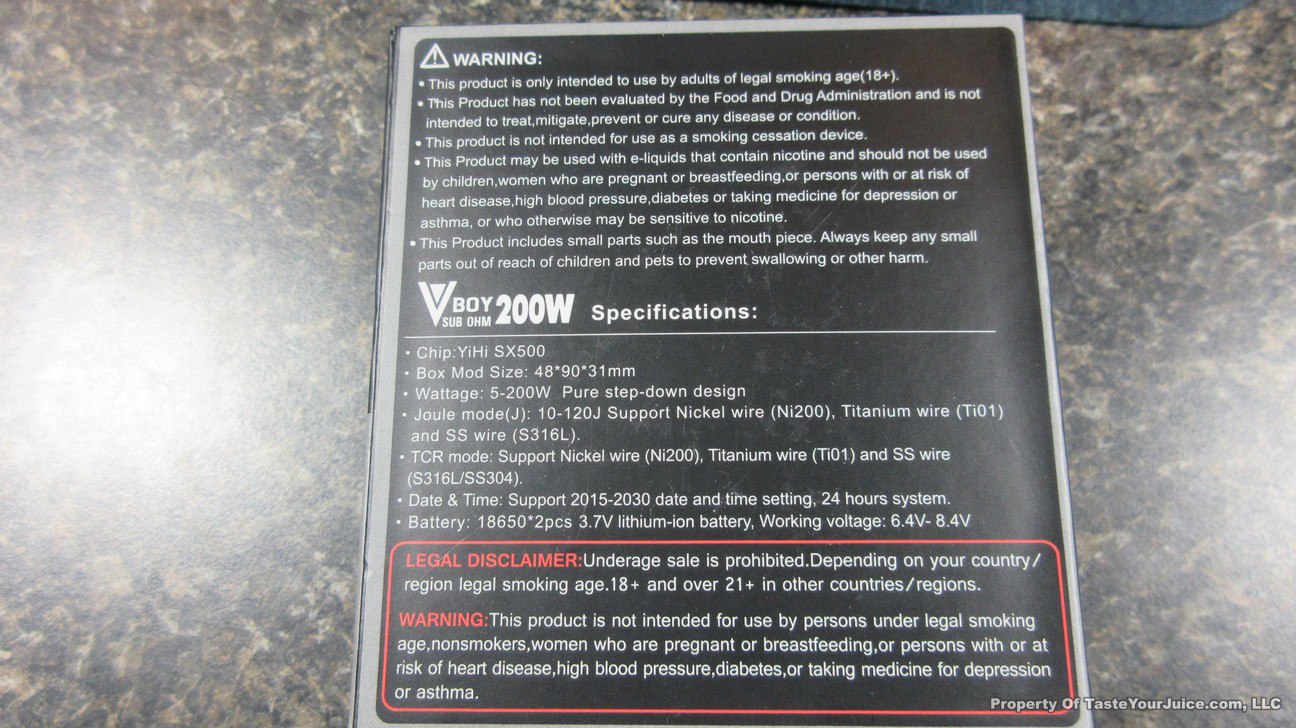 WARNING:
• This product is only intended to use by adults of legal smoking age(18+).
• This Product has not been evaluated by the Food and Drug Administration and is not
intended to treat,mitigate,prevent or cure any disease or condition.
• This product is not intended for use as a smoking cessation device.
• This Product may be used with e-liquids that contain nicotine and should not be used
by children,women who are pregnant or breastfeeding,or persons with or at risk of
heart disease,high blood pressure,diabetes or taking medicine for depression or
asthma, or who otherwise may be sensitive to nicotine.
• This Product includes small parts such as the mouth piece. Always keep any small
parts out of reach of children and pets to prevent swallowing or other harm.
V BOY SUB OHM 200W Specifications:
· Chip:YiHi SX500
· Box Mod Size: 48*90*31mm
· Wattage: 5-200W Pure step-down design
· Joule mode(J): 10-120J Support Nickel wire (Ni200), Titanium wire (Ti01)
and SS wire (S316L).
· TCR mode: Support Nickel wire (Ni200), Titanium wire (Ti01) and SS wire
(S316L/SS304).
· Date & Time: Support 2015-2030 date and time setting, 24 hours system.
· Battery: 18650*2pcs 3.7V lithium-ion battery, Working voltage: 6.4V- 8.4V
LEGAL DISCLAIMER:Underage sale is prohibited.Depending on your country/
region legal smoking age.18+ and over 21+ in other countries/regions.
WARNING:This product is not intended for use by persons under legal smoking
age,nonsmokers,women who are pregnant or breastfeeding,or persons with or at
risk of heart disease,high blood pressure,diabetes,or taking medicine for depression
or asthma.
Property Of TasteYourJuice.com, LLC